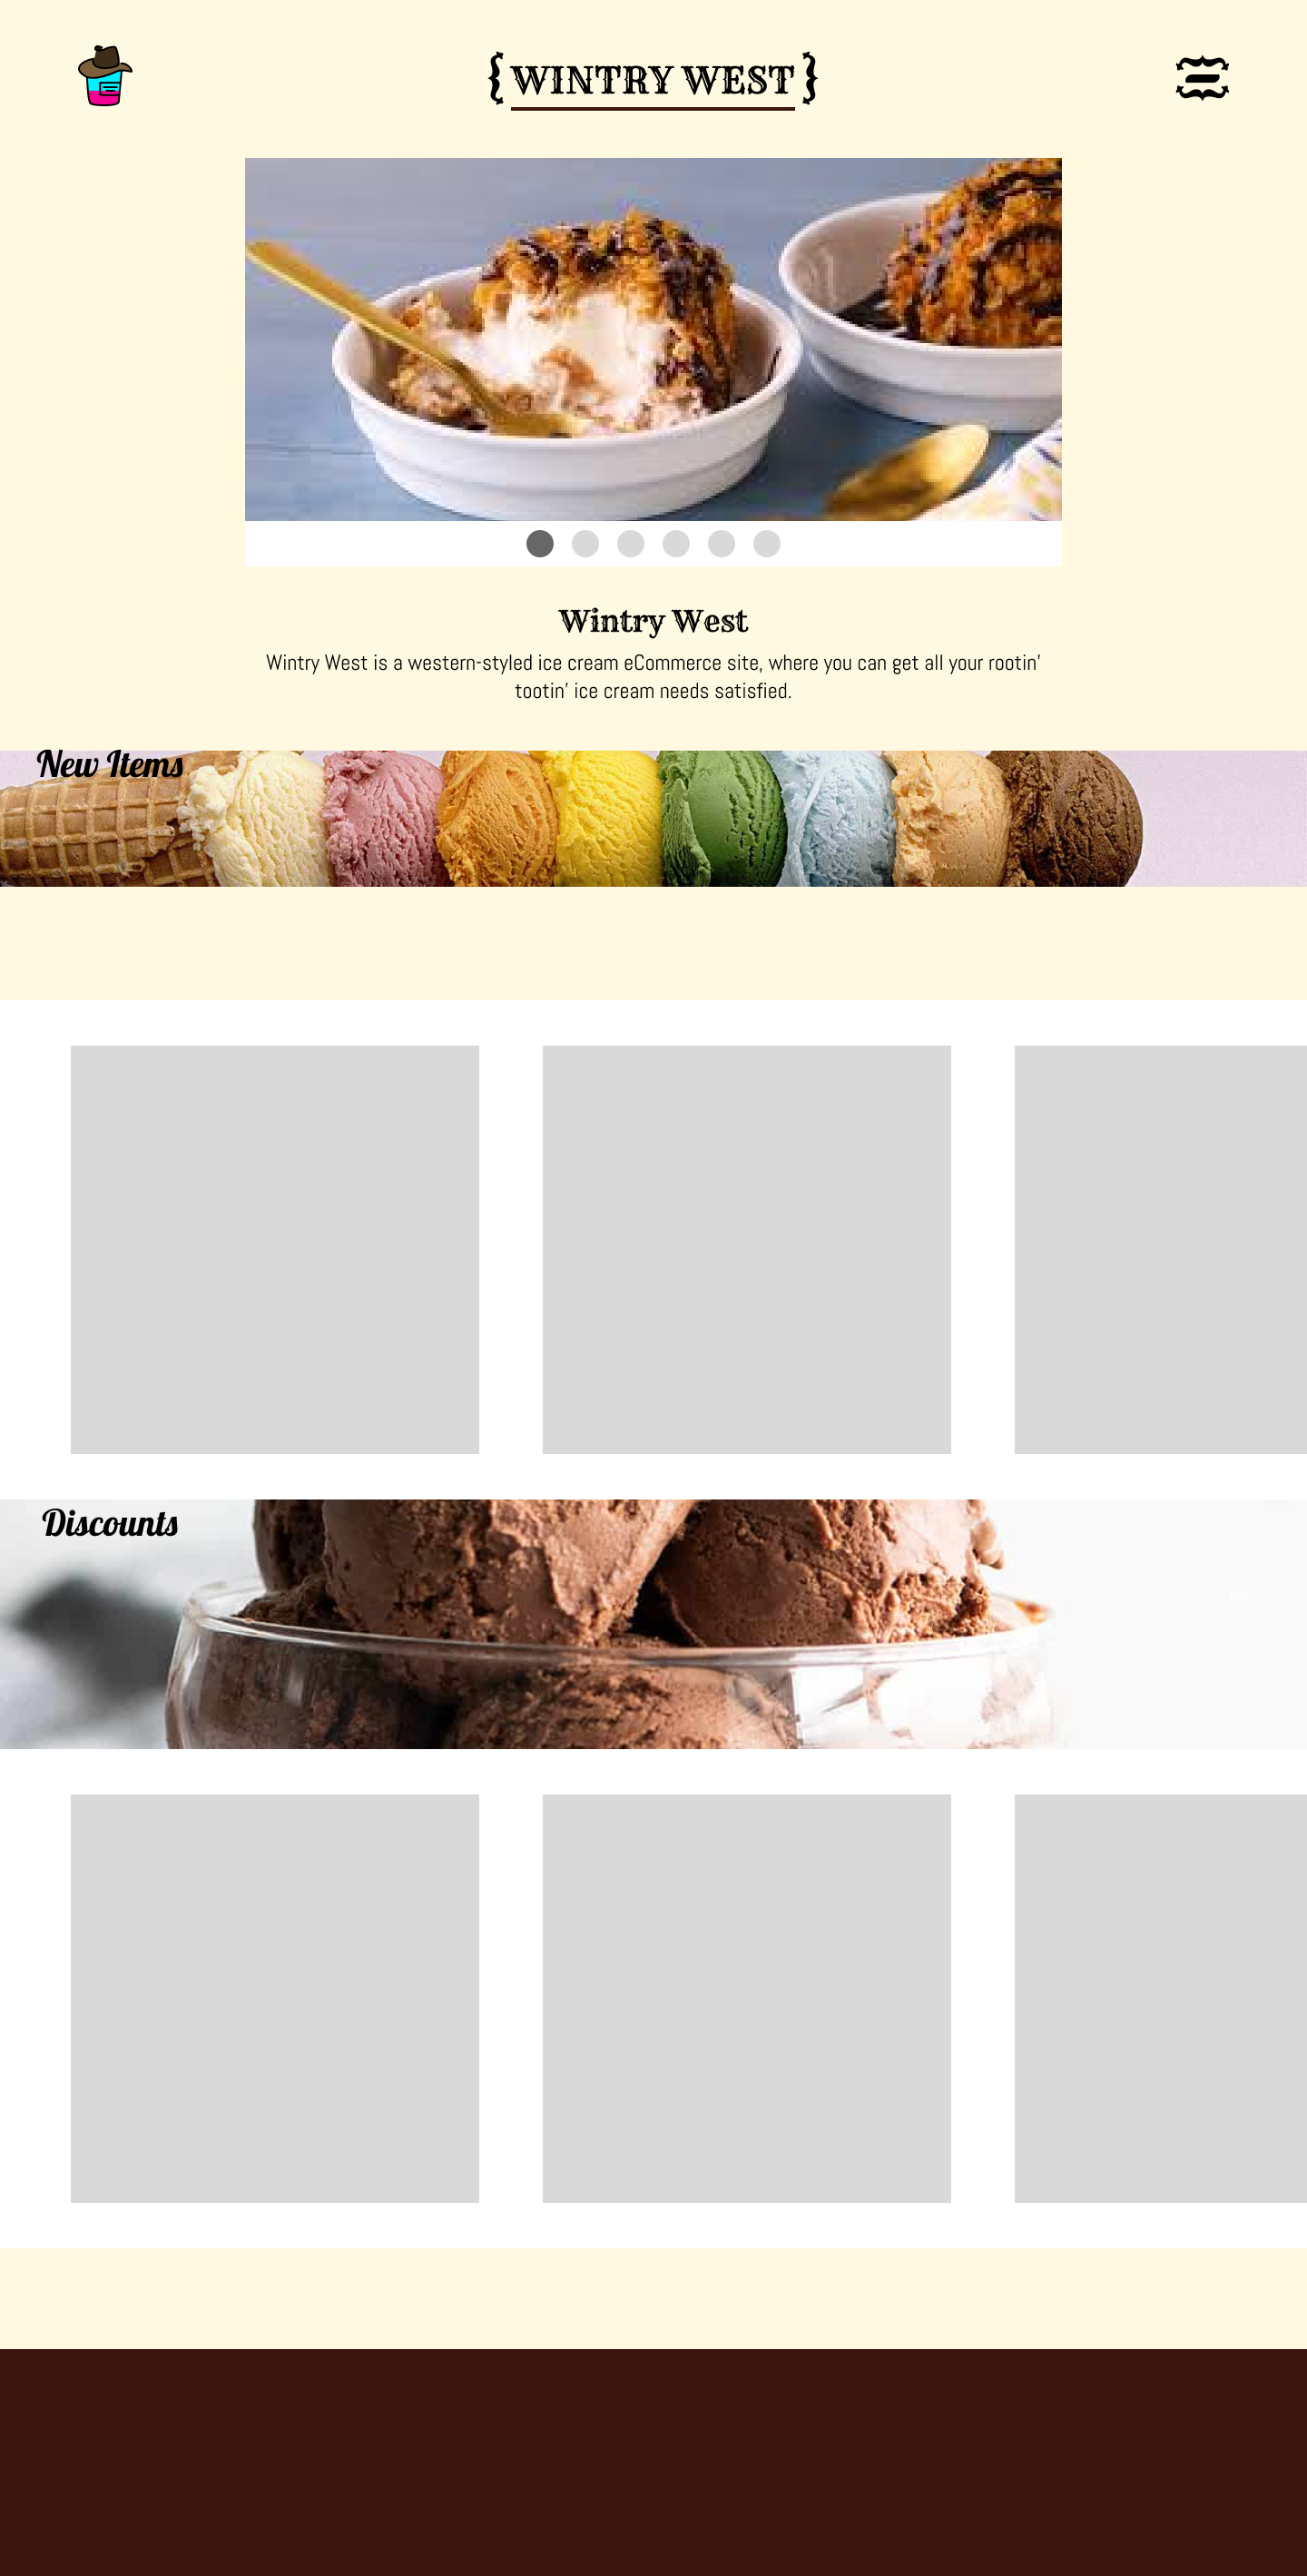 { WINTRY WEST }
Wintry West
Wintry West is a western-styled ice cream eCommerce site, where you can get all your rootin'
tootin' ice cream needs satisfied.
New Items
Discounts